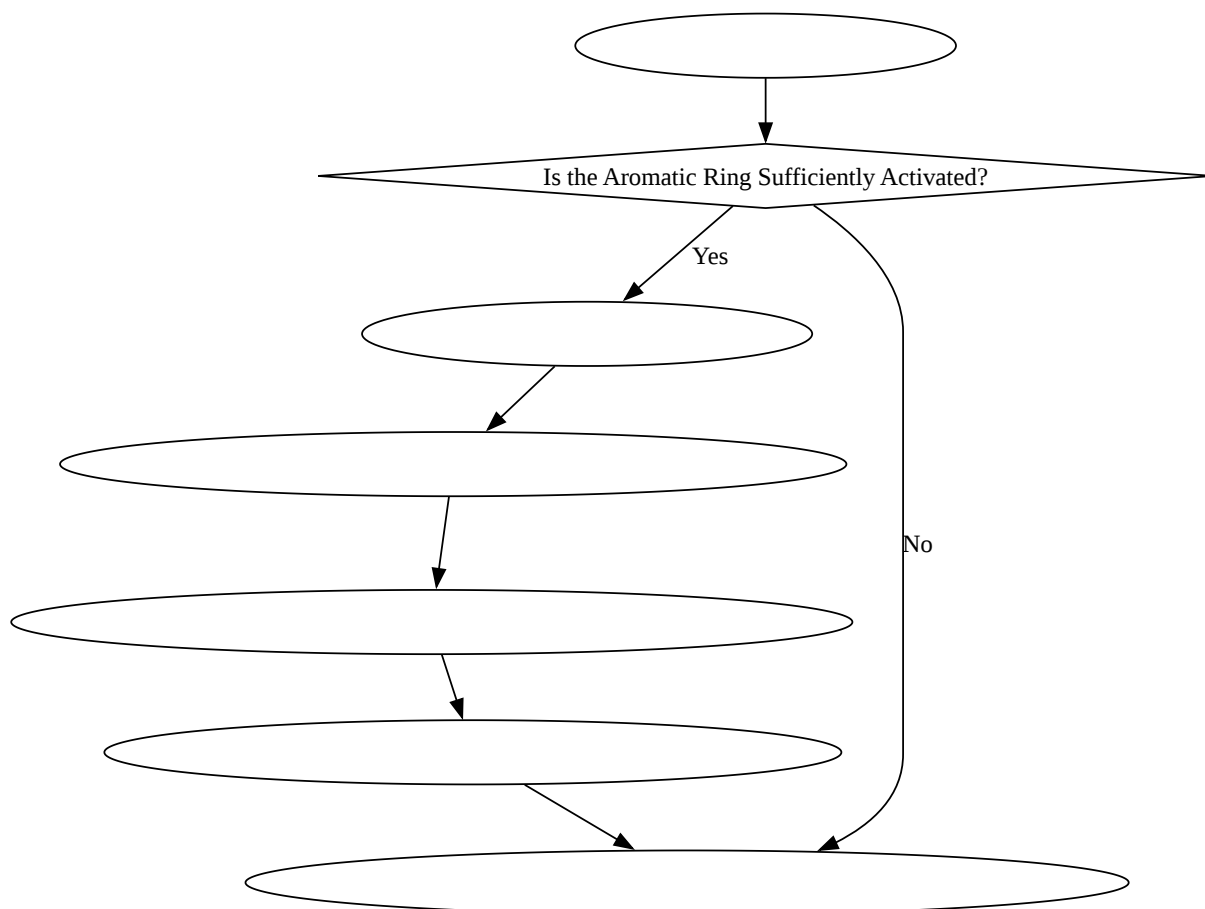 Is the Aromatic Ring Sufficiently Activated?
Yes
No